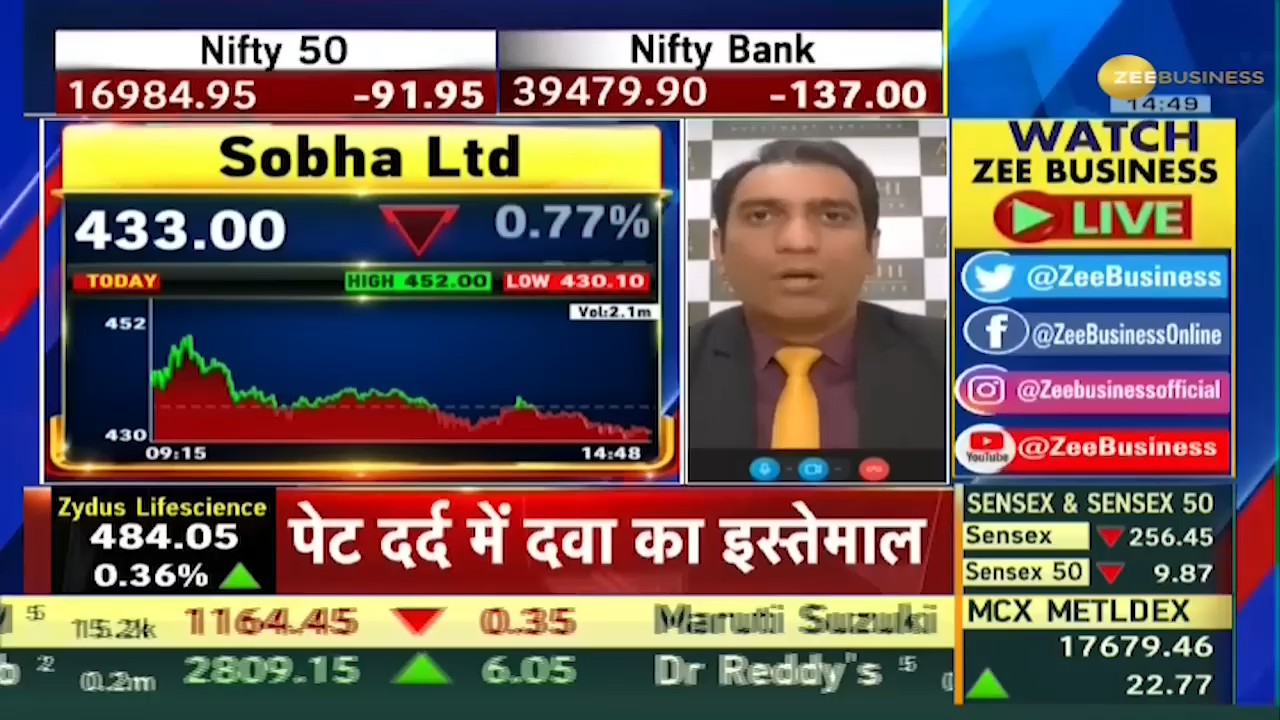 Nifty 50
Nifty Bank
16984.95 -91.95
39479.90 -137.00
ZEEBUSINESS
14:49
Sobha Ltd
433.00 0.77%
TODAY HIGH 452.00 LOW 430.10
Vol:2.1m
452
430
09:15 14:48
WATCH
ZEE BUSINESS
LIVE
@ZeeBusiness
@ZeeBusinessOnline
@Zeebusinessofficial
YouTube @ZeeBusiness
Zydus Lifescience
484.05
0.36%
पेट दर्द में दवा का इस्तेमाल
SENSEX & SENSEX 50
Sensex 256.45
Sensex 50 9.87
MCX METLDEX
17679.46
22.77
1164.45 0.35 Maruti Suzuki
0.2m 2809.15 6.05 Dr Reddy's